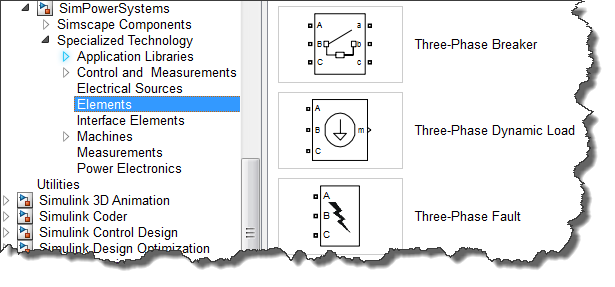 SimPowerSystems
Simscape Components
Specialized Technology
Application Libraries
Control and Measurements
Electrical Sources
Elements
Interface Elements
Machines
Measurements
Power Electronics
Utilities
Simulink 3D Animation
Simulink Coder
Simulink Control Design
Simulink Design Optimization
A a
B b
C c
Three-Phase Breaker
A
B m
C
Three-Phase Dynamic Load
A
B
C
Three-Phase Fault